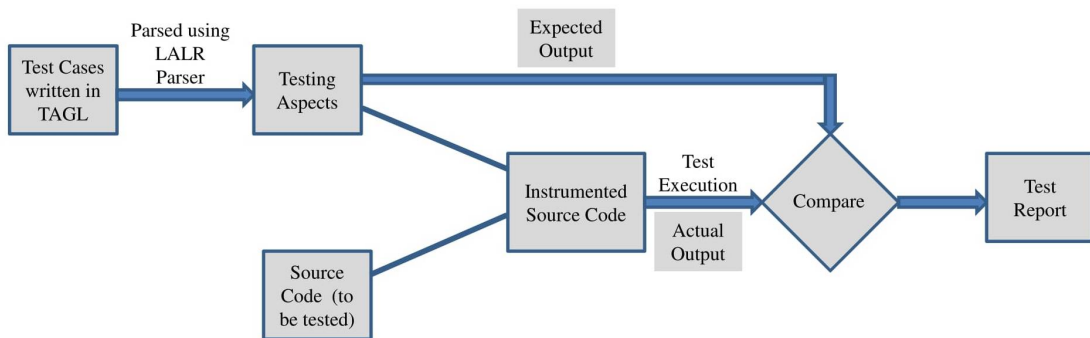 Test Cases
written in
TAGL
Parsed using
LALR
Parser
Testing
Aspects
Expected
Output
Source
Code (to
be tested)
Instrumented
Source Code
Test
Execution
Actual
Output
Compare
Test
Report